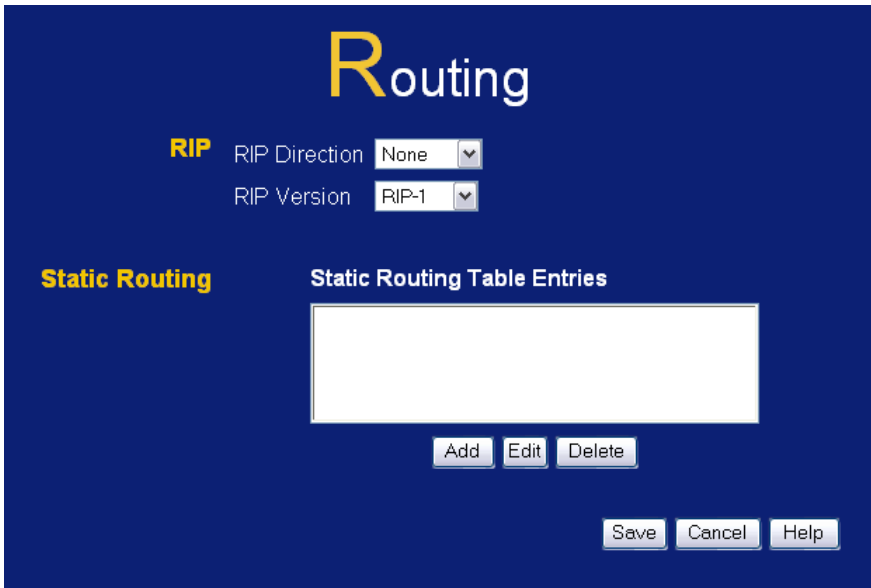 Routing
RIP RIP Direction None
RIP Version RIP-1
Static Routing Static Routing Table Entries
Add Edit Delete
Save Cancel Help